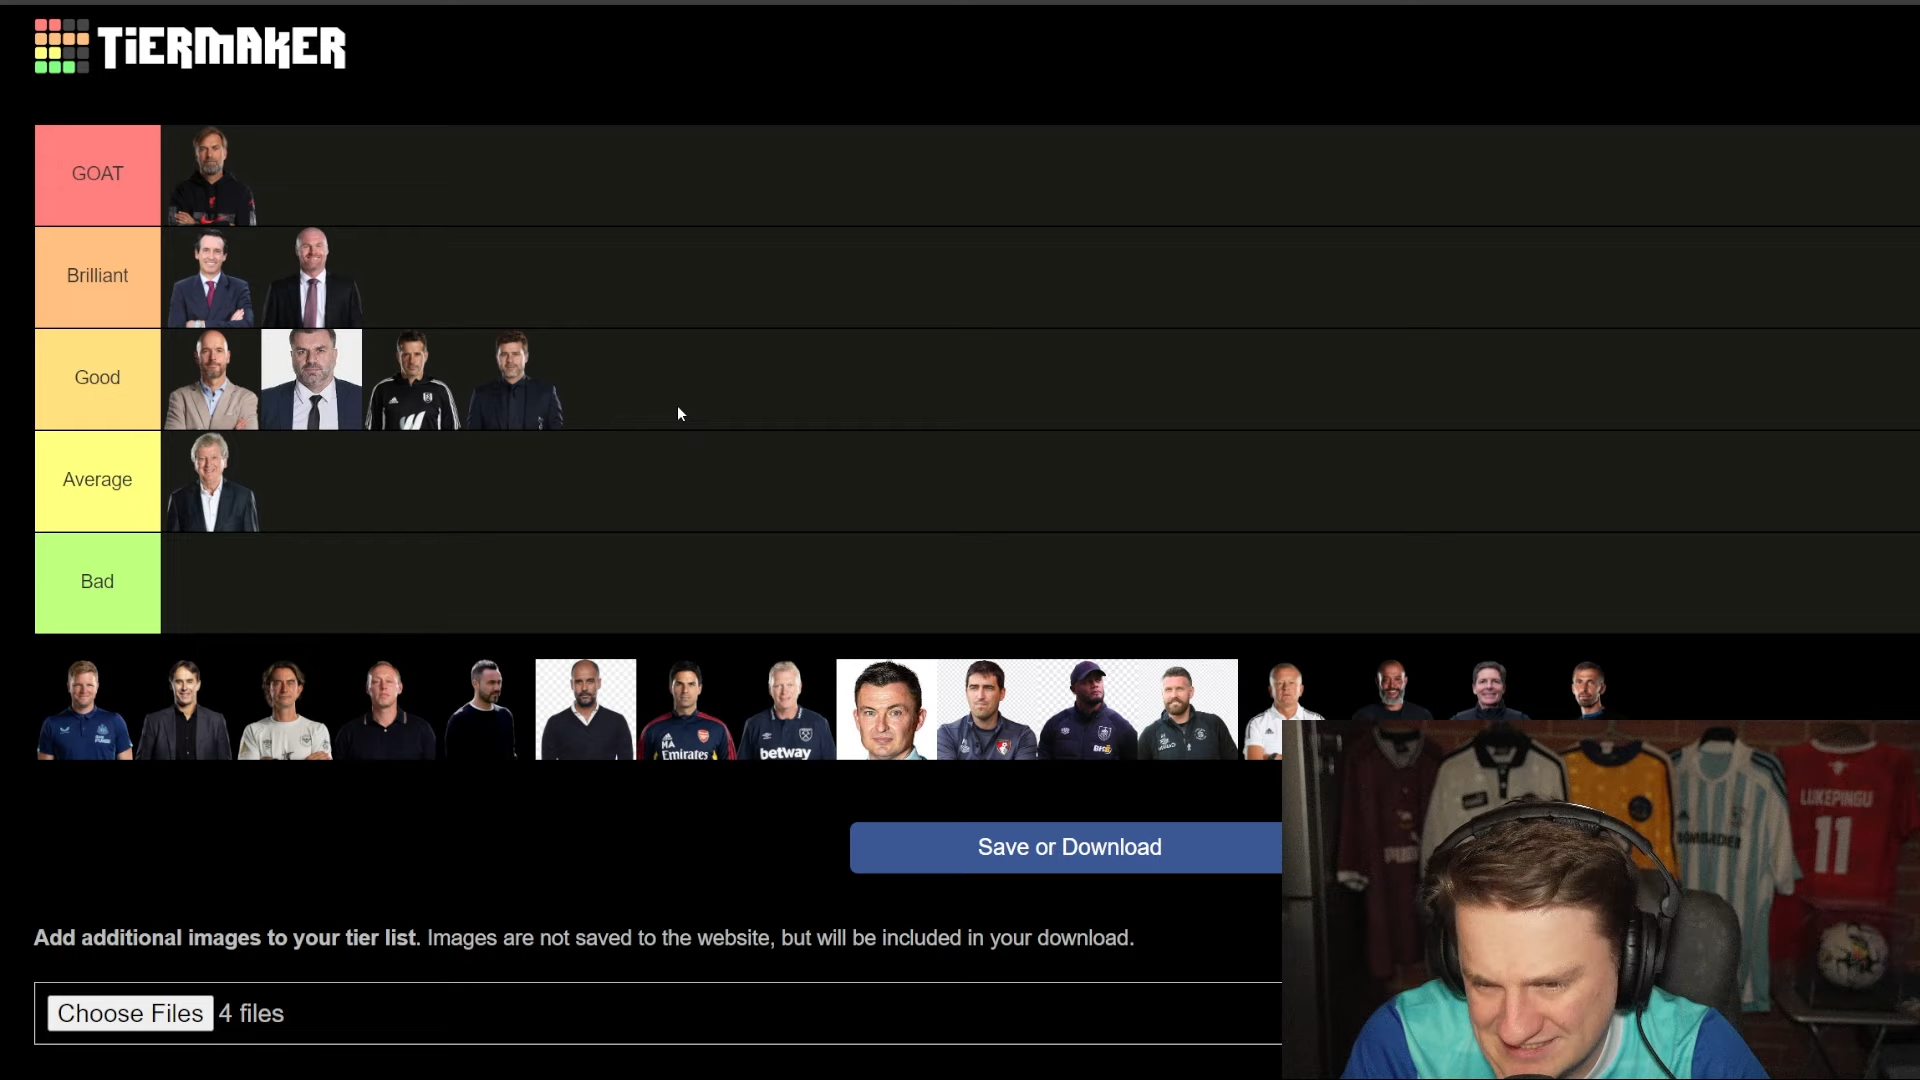 TiERMAKER
GOAT
Brilliant
Good
Average
Bad
MA
Emirates
betway
Save or Download
Add additional images to your tier list. Images are not saved to the website, but will be included in your download.
Choose Files 4 files
LUKEPINGU
11